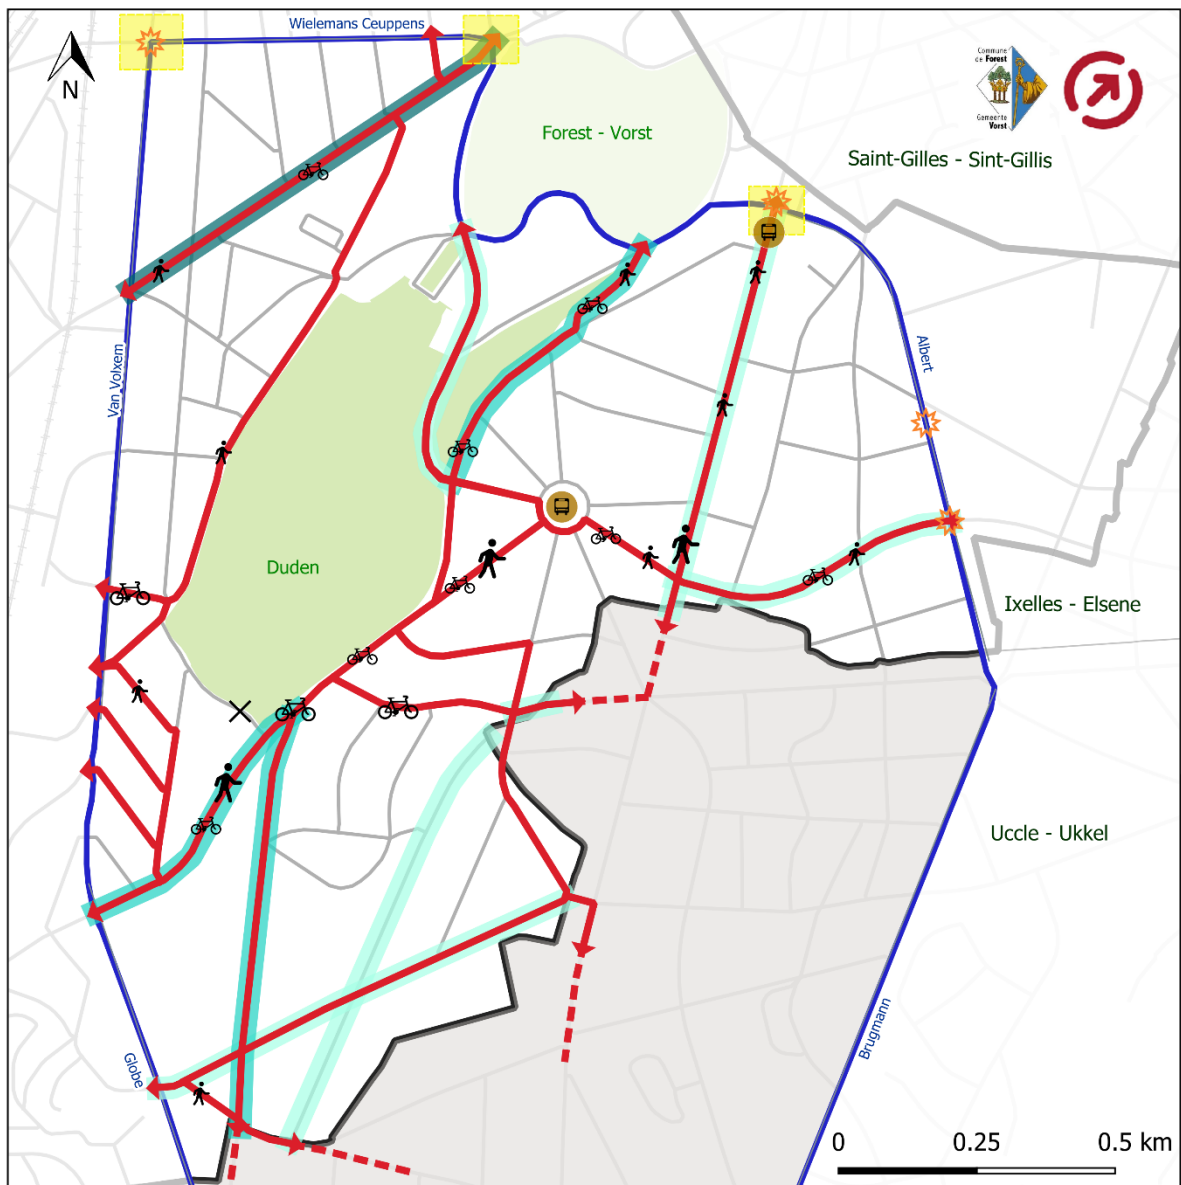 Wielemans Ceuppens
N
Commune
de Forest
Gemeente
Vorst
Forest - Vorst
Saint-Gilles - Sint-Gillis
Van Volxem
Albert
Duden
Ixelles - Elsene
Uccle - Ukkel
Globe
Brugmann
0 0.25 0.5 km